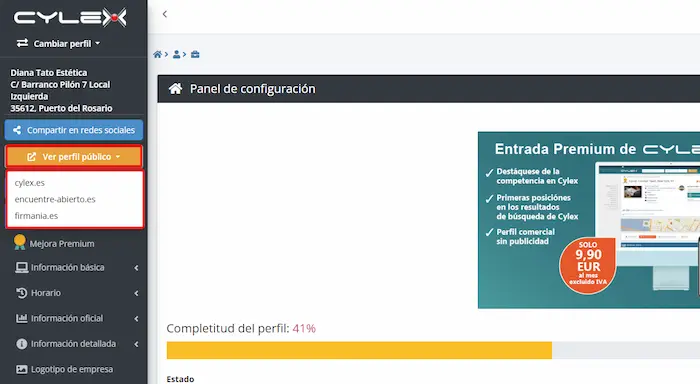 CYLEX
Cambiar perfil
Diana Tato Estética
C/ Barranco Pilón 7 Local
Izquierda
35612, Puerto del Rosario
Compartir en redes sociales
Ver perfil público
cylex.es
encuentre-abierto.es
firmania.es
Mejora Premium
Información básica
Horario
Información oficial
Información detallada
Logotipo de empresa
Panel de configuración
Entrada Premium de CYLE
Destáquese de la
competencia en Cylex
Primeras posiciónes
en los resultados
de búsqueda de Cylex
Perfil comercial
sin publicidad
SOLO
9,90
EUR
al mes
excluido IVA
Completitud del perfil: 41%
Estado